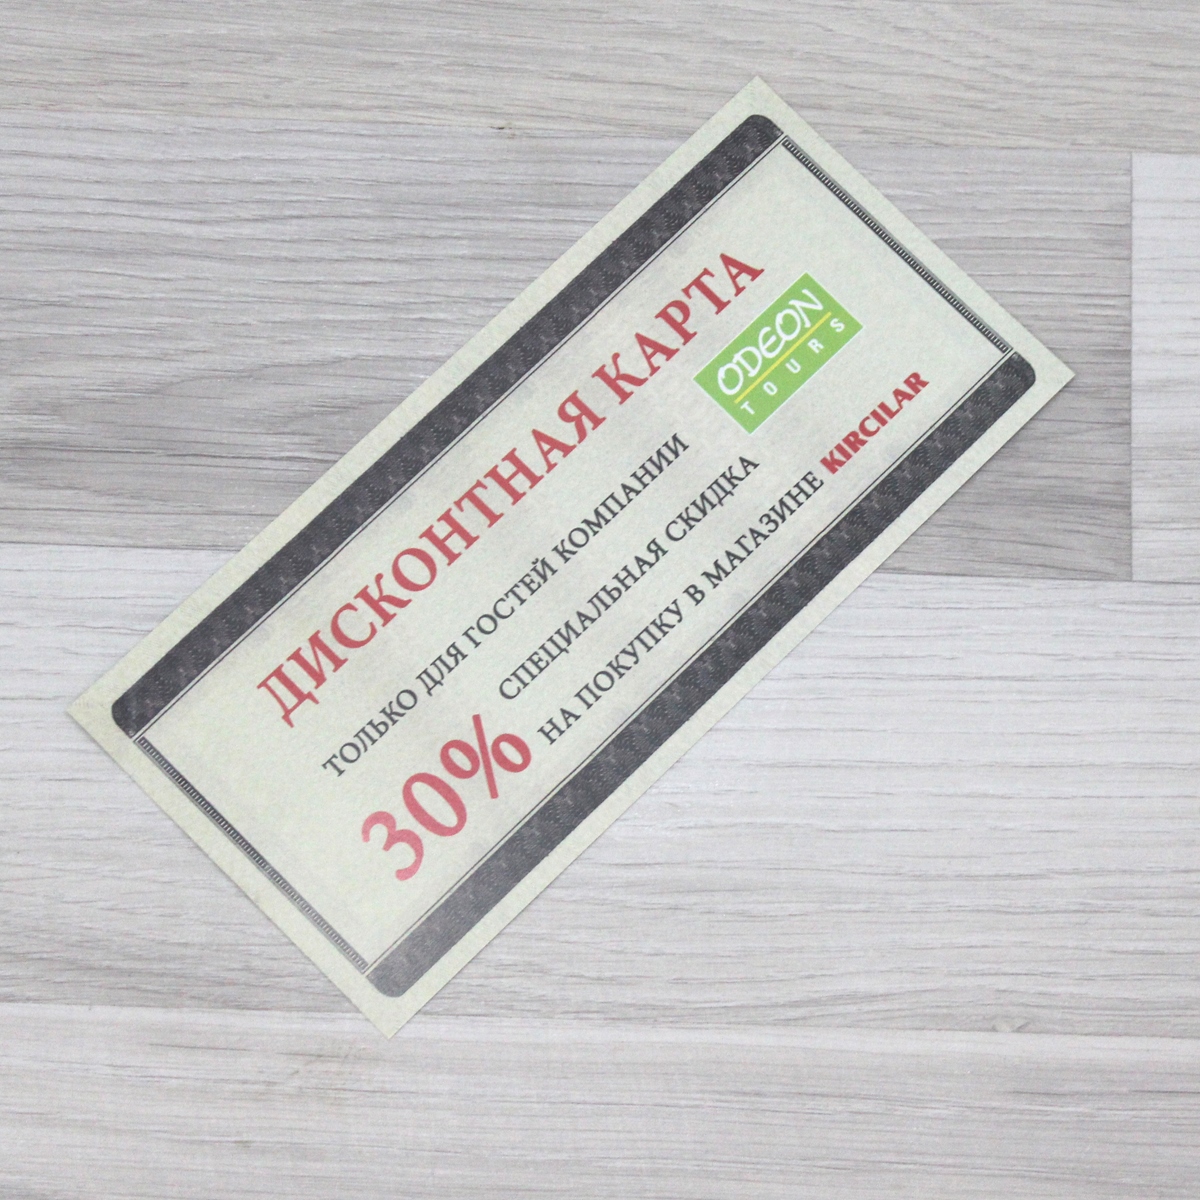 ДИСКОНТНАЯ КАРТА
ТОЛЬКО ДЛЯ ГОСТЕЙ КОМПАНИИ
ODEON
TOURS
30%
СПЕЦИАЛЬНАЯ СКИДКА
НА ПОКУПКУ В МАГАЗИНЕ KIRCILAR